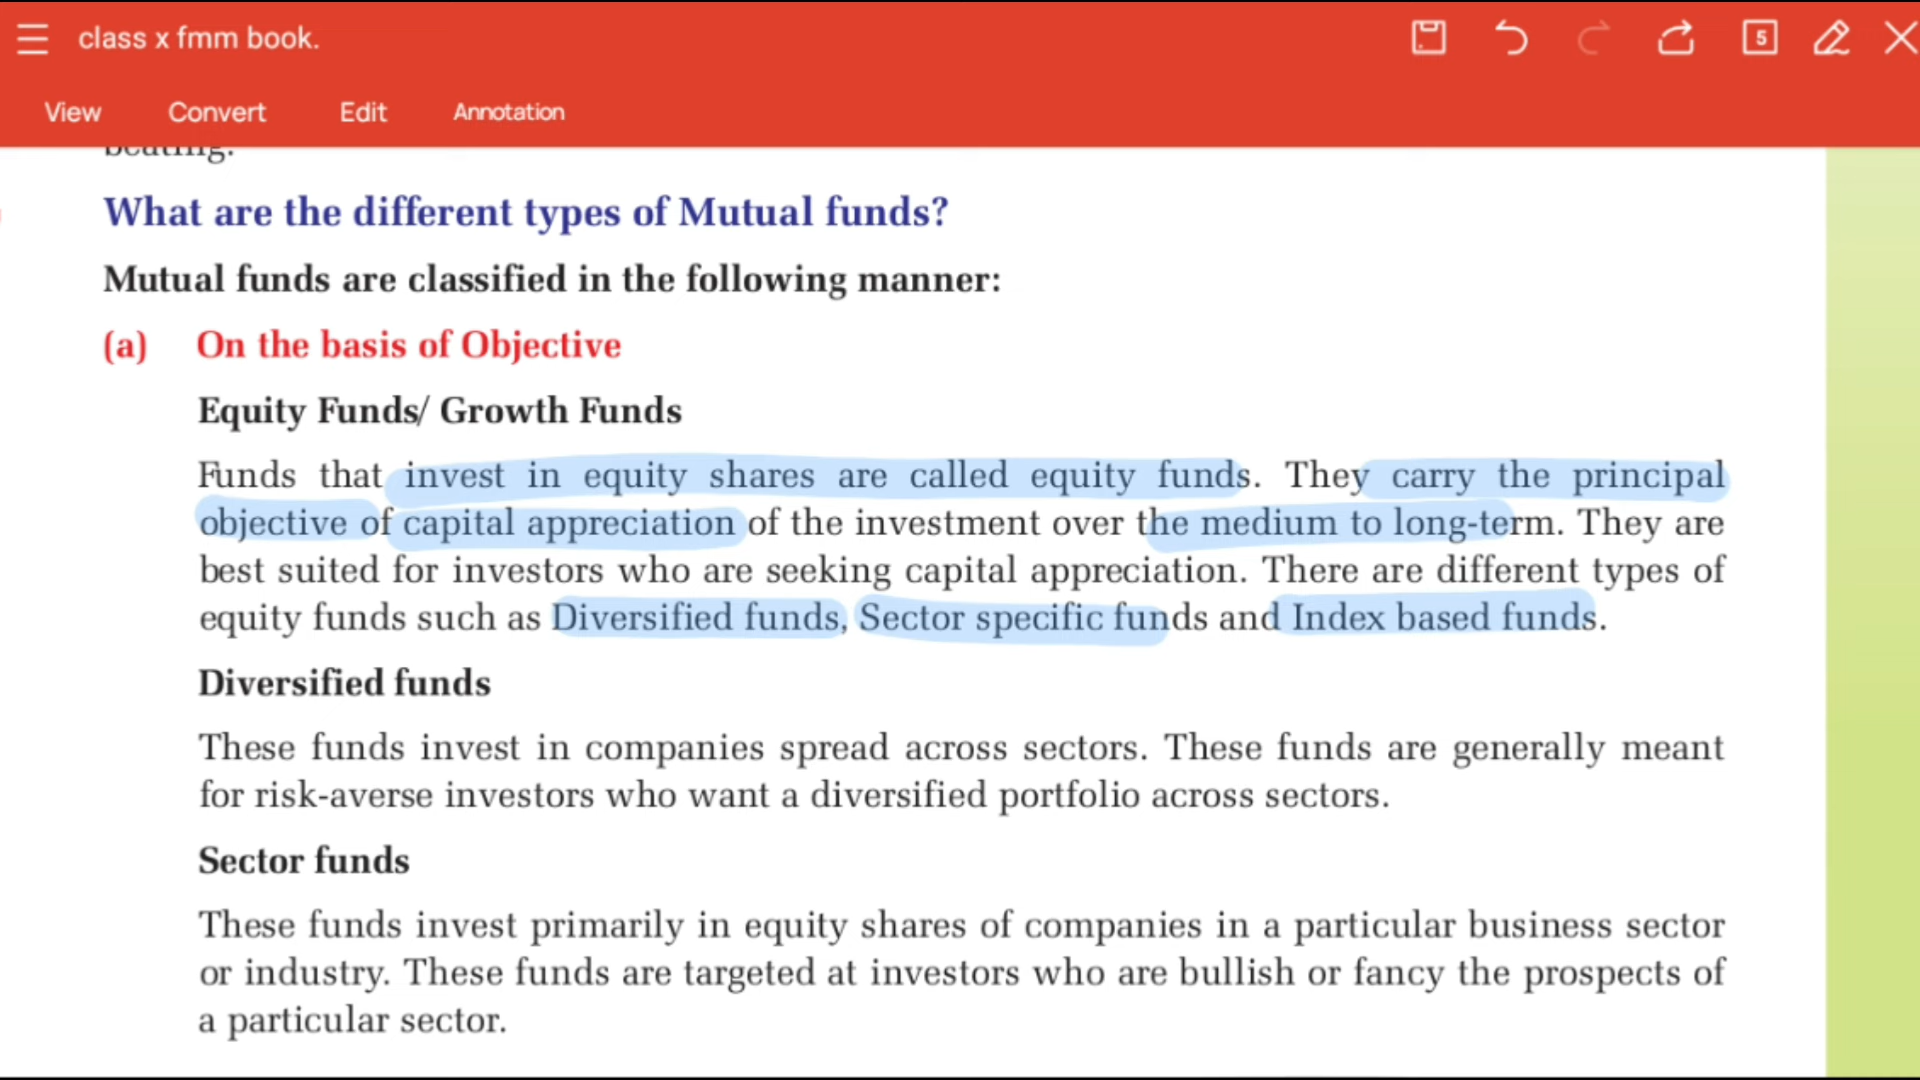 class x fmm book.
5
View Convert Edit Annotation
beating.
What are the different types of Mutual funds?
Mutual funds are classified in the following manner:
(a) On the basis of Objective
Equity Funds/ Growth Funds
Funds that invest in equity shares are called equity funds. They carry the principal
objective of capital appreciation of the investment over the medium to long-term. They are
best suited for investors who are seeking capital appreciation. There are different types of
equity funds such as Diversified funds, Sector specific funds and Index based funds.
Diversified funds
These funds invest in companies spread across sectors. These funds are generally meant
for risk-averse investors who want a diversified portfolio across sectors.
Sector funds
These funds invest primarily in equity shares of companies in a particular business sector
or industry. These funds are targeted at investors who are bullish or fancy the prospects of
a particular sector.